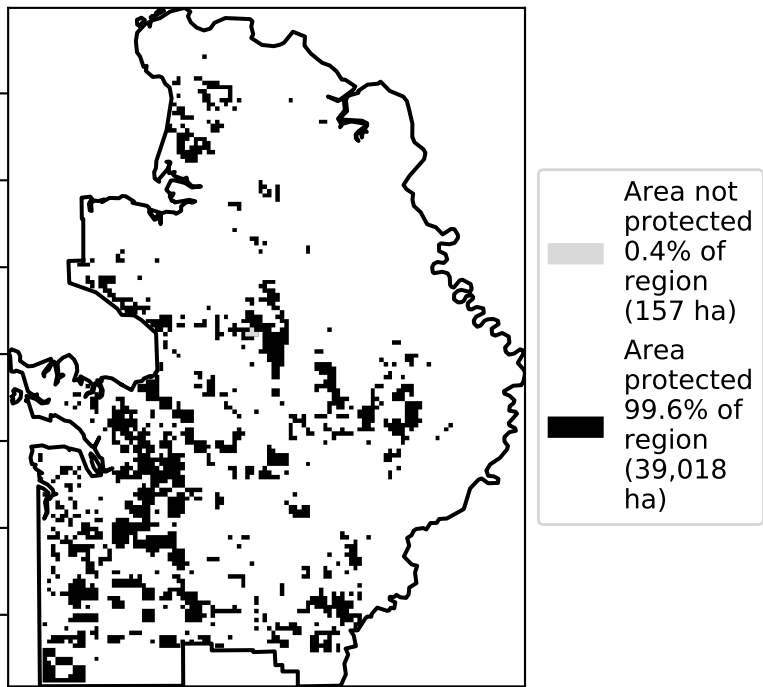 Area not
protected
0.4% of
region
(157 ha)
Area
protected
99.6% of
region
(39,018
ha)